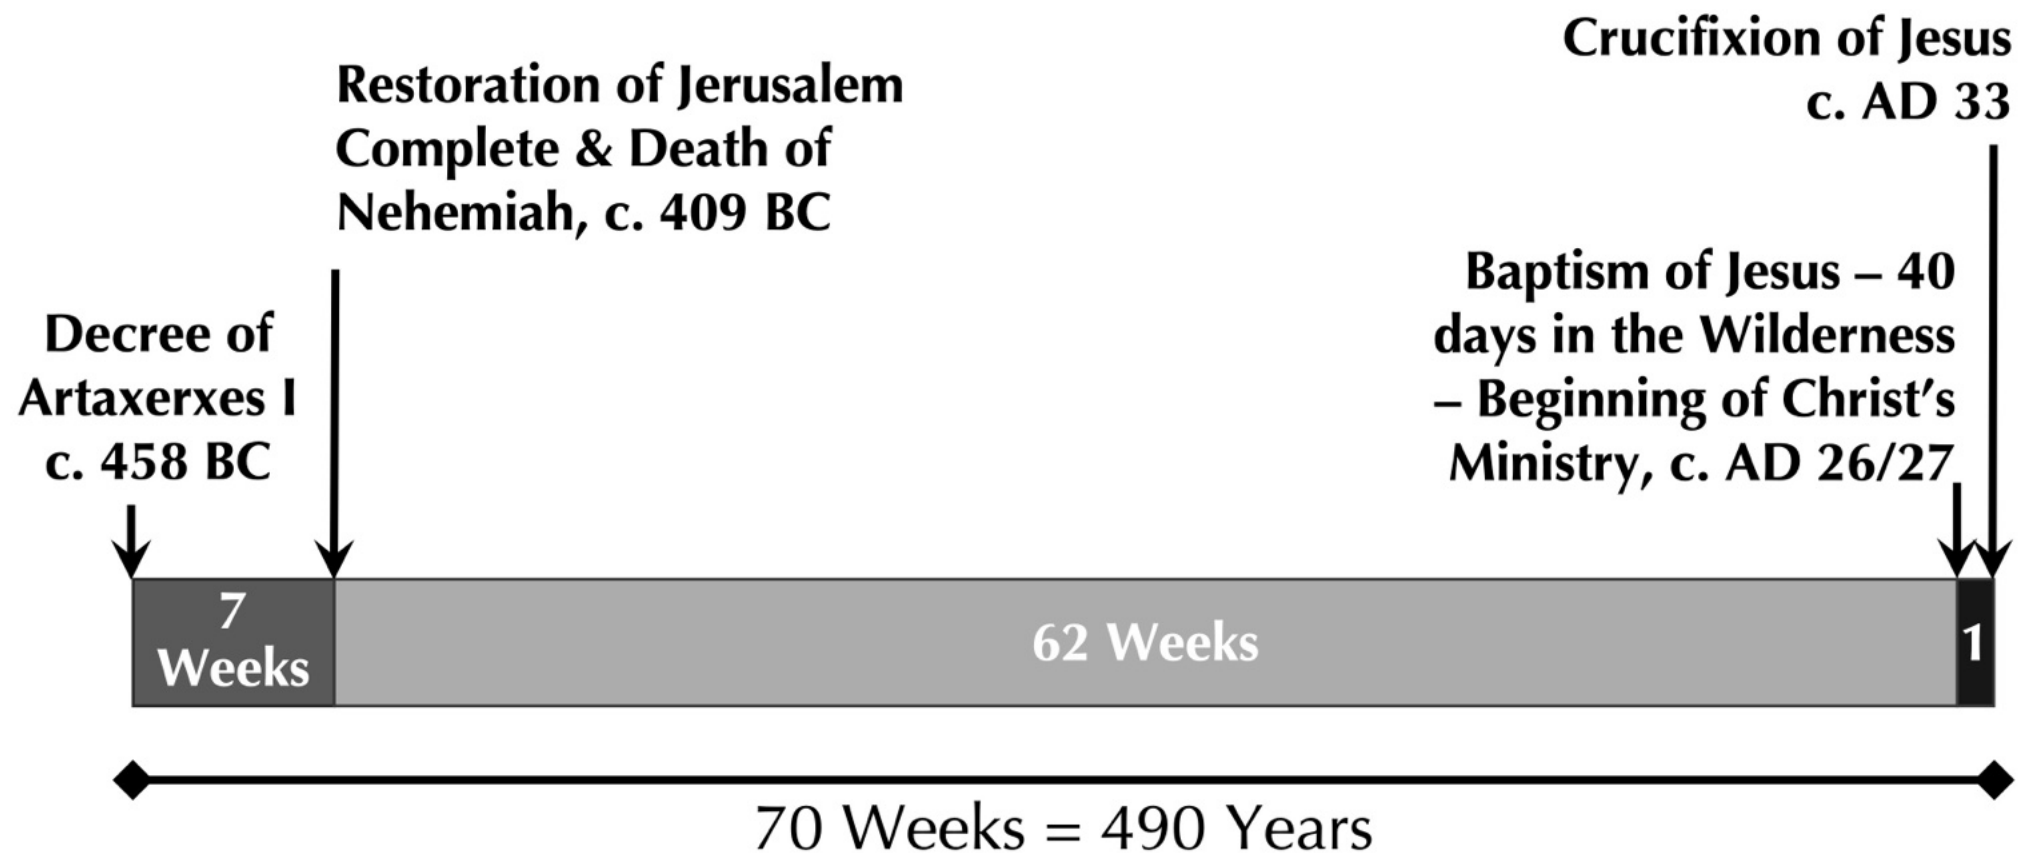 Crucifixion of Jesus
c. AD 33
Restoration of Jerusalem
Complete & Death of
Nehemiah, c. 409 BC
Baptism of Jesus – 40
days in the Wilderness
– Beginning of Christ’s
Ministry, c. AD 26/27
Decree of
Artaxerxes I
c. 458 BC
7
Weeks
62 Weeks
1
70 Weeks = 490 Years